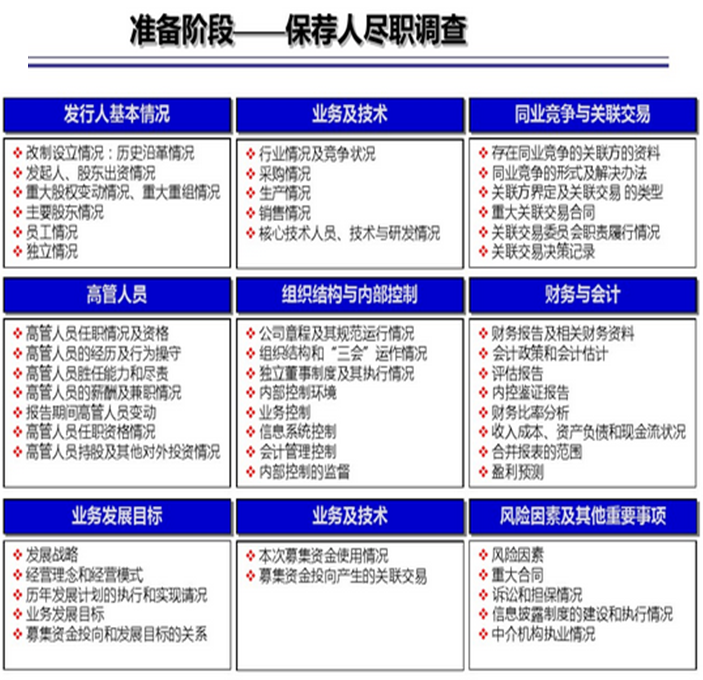 准备阶段——保荐人尽职调查
发行人基本情况
❖ 改制设立情况：历史沿革情况
❖ 发起人、股东出资情况
❖ 重大股权变动情况、重大重组情况
❖ 主要股东情况
❖ 员工情况
❖ 独立情况
业务及技术
❖ 行业情况及竞争状况
❖ 采购情况
❖ 生产情况
❖ 销售情况
❖ 核心技术人员、技术与研发情况
同业竞争与关联交易
❖ 存在同业竞争的关联方的资料
❖ 同业竞争的形式及解决办法
❖ 关联方界定及关联交易 的类型
❖ 重大关联交易合同
❖ 关联交易委员会职责履行情况
❖ 关联交易决策记录
高管人员
❖ 高管人员任职情况及资格
❖ 高管人员的经历及行为操守
❖ 高管人员胜任能力和尽责
❖ 高管人员的薪酬及兼职情况
❖ 报告期间高管人员变动
❖ 高管人员任职资格情况
❖ 高管人员持股及其他对外投资情况
组织结构与内部控制
❖ 公司章程及其规范运行情况
❖ 组织结构和“三会”运作情况
❖ 独立董事制度及其执行情况
❖ 内部控制环境
❖ 业务控制
❖ 信息系统控制
❖ 会计管理控制
❖ 内部控制的监督
财务与会计
❖ 财务报告及相关财务资料
❖ 会计政策和会计估计
❖ 评估报告
❖ 内控鉴证报告
❖ 财务比率分析
❖ 收入成本、资产负债和现金流状况
❖ 合并报表的范围
❖ 盈利预测
业务发展目标
❖ 发展战略
❖ 经营理念和经营模式
❖ 历年发展计划的执行和实现请况
❖ 业务发展目标
❖ 募集资金投向和发展目标的关系
业务及技术
❖ 本次募集资金使用情况
❖ 募集资金投向产生的关联交易
风险因素及其他重要事项
❖ 风险因素
❖ 重大合同
❖ 诉讼和担保情况
❖ 信息披露制度的建设和执行情况
❖ 中介机构执业情况